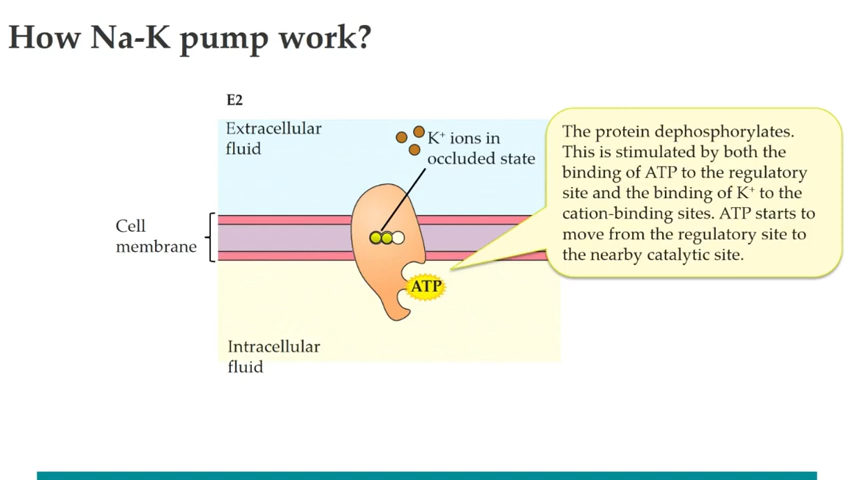 How Na-K pump work?
E2
Extracellular
fluid
K⁺ ions in
occluded state
Cell
membrane
ATP
Intracellular
fluid
The protein dephosphorylates.
This is stimulated by both the
binding of ATP to the regulatory
site and the binding of K⁺ to the
cation-binding sites. ATP starts to
move from the regulatory site to
the nearby catalytic site.